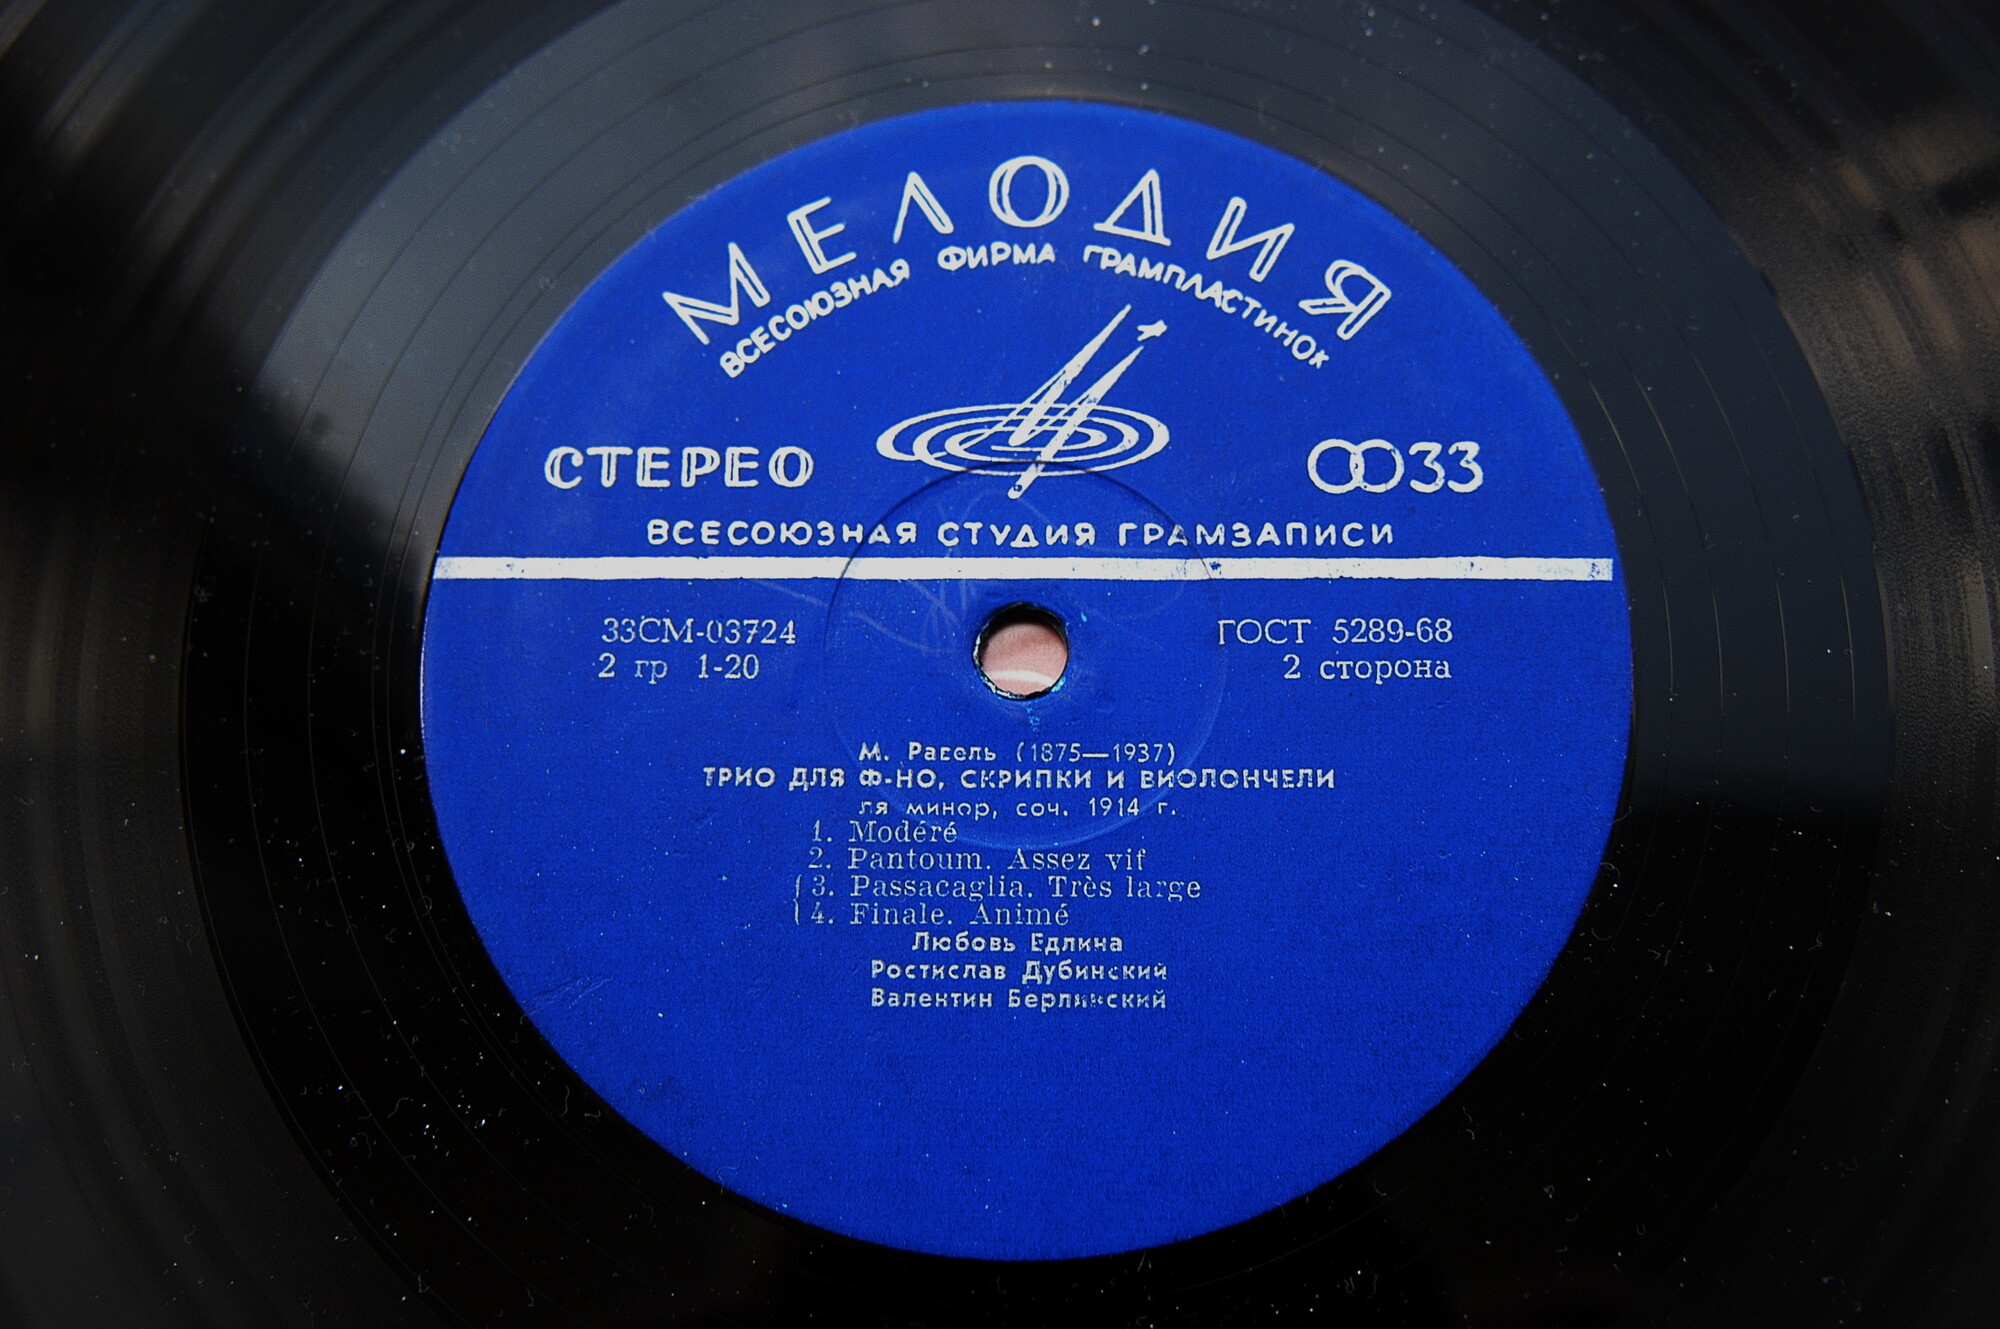 МЕЛОДИЯ
ВСЕСОЮЗНАЯ ФИРМА ГРАМПЛАСТИНОК
СТЕРЕО
33
ВСЕСОЮЗНАЯ СТУДИЯ ГРАМЗАПИСИ
33СМ-03724
ГОСТ 5289-68
2 гр 1-20
2 сторона
М. Равель (1875—1937)
ТРИО ДЛЯ Ф-НО, СКРИПКИ И ВИОЛОНЧЕЛИ
ля минор, соч. 1914 г.
1. Modéré
2. Pantoum. Assez vif
3. Passacaglia. Très large
4. Finale. Animé
Любовь Едлина
Ростислав Дубинский
Валентин Берлинский